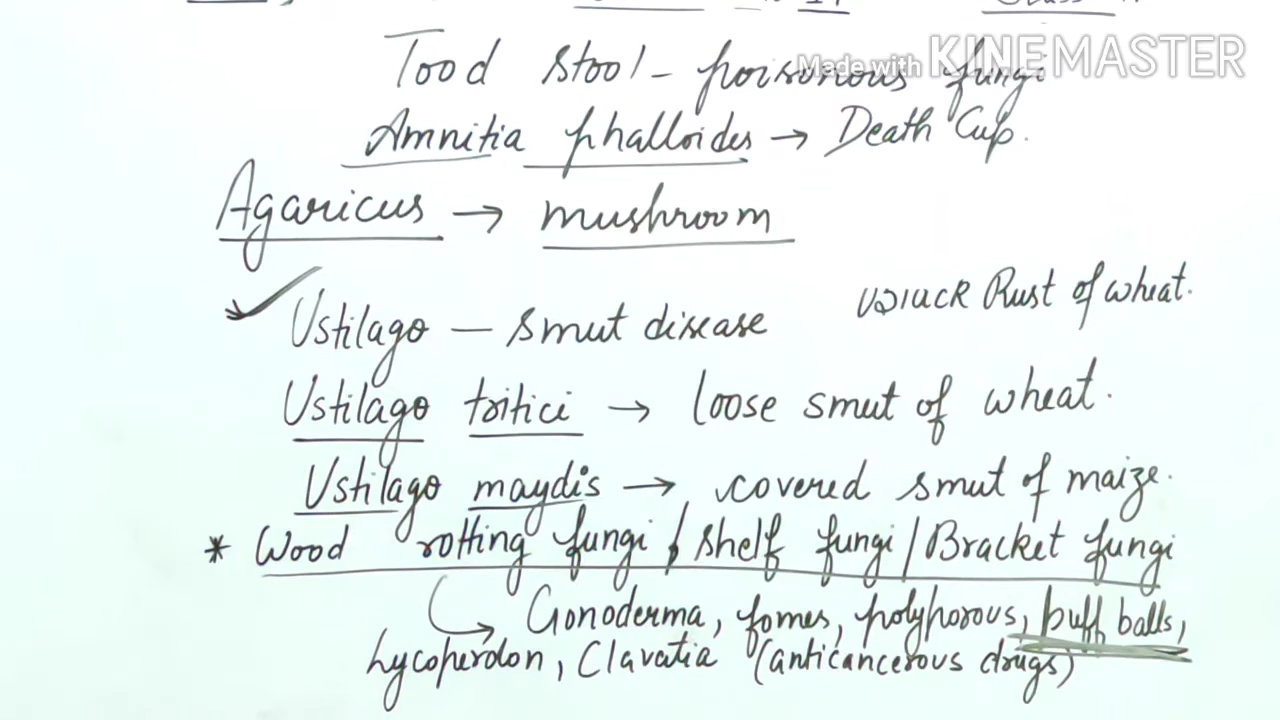 Tood stool - poisonous fungi
Made with KINEMASTER
Amnitia phalloides → Death Cup.
Agaricus → mushroom
Ustilago — smut disease
Rust of wheat.
Ustilago tritici → loose smut of wheat.
Ustilago maydis → covered smut of maize.
* Wood rotting fungi / shelf fungi / Bracket fungi
Gonoderma, fomes, polyporous, buff balls,
Lycoperdon, Clavatia (anticancerous drugs)